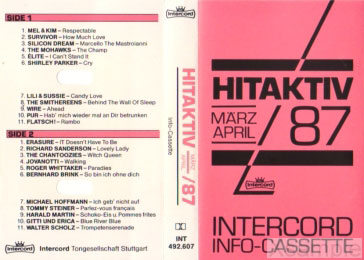 SIDE 1
1. MEL & KIM – Respectable
2. SURVIVOR – How Much Love
3. SILICON DREAM – Marcello The Mastroianni
4. THE MOHAWKS – The Champ
5. ÉLITE – I Can't Stand It
6. SHIRLEY PARKER – Cry
7. LILI & SUSSIE – Candy Love
8. THE SMITHEREENS – Behind The Wall Of Sleep
9. WIRE – Ahead
10. PUR – Hab' mich wieder mal an Dir betrunken
11. FLATSCH! – Rambo
SIDE 2
1. ERASURE – IT Doesn't Have To Be
2. RICHARD SANDERSON – Lovely Lady
3. THE CHANTOOZIES – Witch Queen
4. JOVANOTTI – Walking
5. ROGER WHITTAKER – Paradies
6. BERNHARD BRINK – So bin ich ohne dich
7. MICHAEL HOFFMANN – Ich geb' nicht auf
8. TOMMY STEINER – Parlez-vous français
9. HARALD MARTIN – Schoko-Eis u. Pommes frites
10. GITTI UND ERICA – Blue River Blue
11. WALTER SCHOLZ – Trompetenserenade
Intercord Intercord Tongesellschaft Stuttgart
HITAKTIV
MÄRZ
APRIL
/87
Info-Cassette
Intercord
INT
492.607
HITAKTIV
MÄRZ
APRIL /87
Intercord
INTERCORD
INFO-CASSETTE